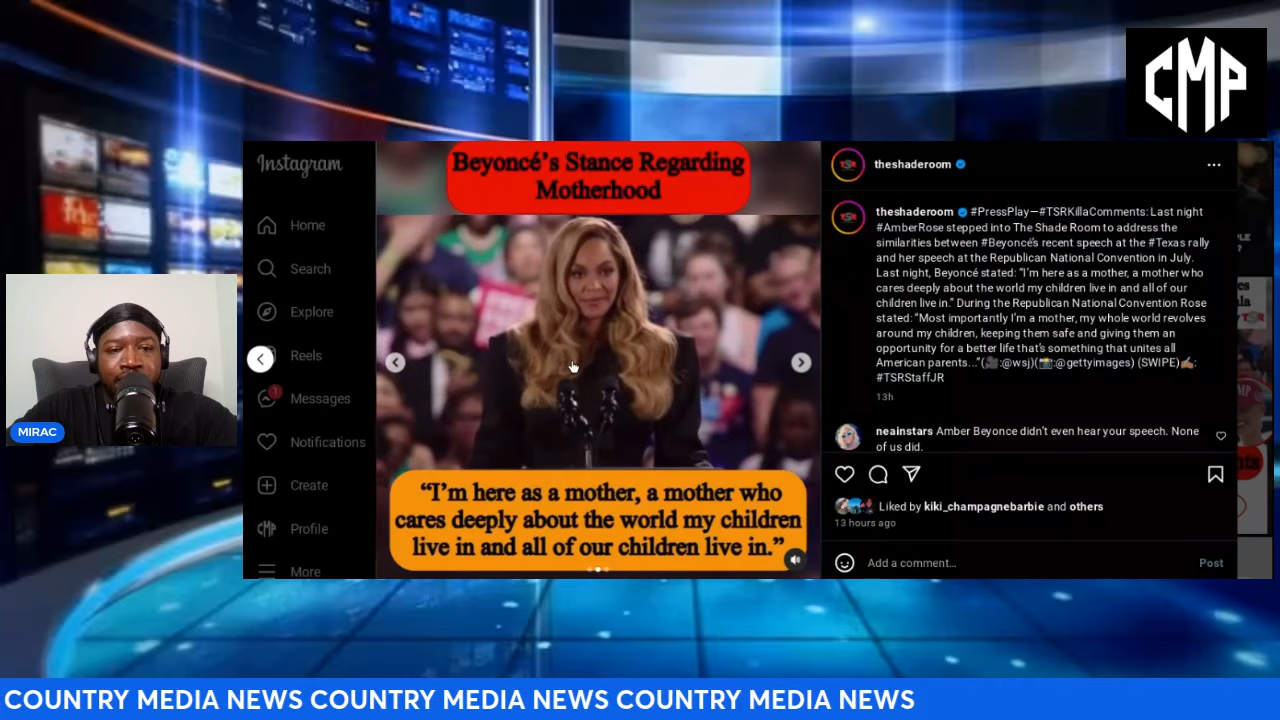 CMP
Instagram
Home
Search
Explore
Reels
1
Messages
Notifications
Create
CMP
Profile
More
Beyoncé’s Stance Regarding
Motherhood
“I’m here as a mother, a mother who
cares deeply about the world my children
live in and all of our children live in.”
TSR
theshaderoom
TSR
theshaderoom #PressPlay—#TSRKillaComments: Last night
#AmberRose stepped into The Shade Room to address the
similarities between #Beyoncé’s recent speech at the #Texas rally
and her speech at the Republican National Convention in July.
Last night, Beyoncé stated: “I’m here as a mother, a mother who
cares deeply about the world my children live in and all of our
children live in.” During the Republican National Convention Rose
stated: “Most importantly I’m a mother, my whole world revolves
around my children, keeping them safe and giving them an
opportunity for a better life that’s something that unites all
American parents...”(🎥:@wsj)(📸:@gettyimages) (SWIPE)✍🏾:
#TSRStaffJR
13h
neainstars Amber Beyonce didn’t even hear your speech. None
of us did.
Liked by kiki_champagnebarbie and others
13 hours ago
Add a comment…
Post
MIRAC
COUNTRY MEDIA NEWS COUNTRY MEDIA NEWS COUNTRY MEDIA NEWS